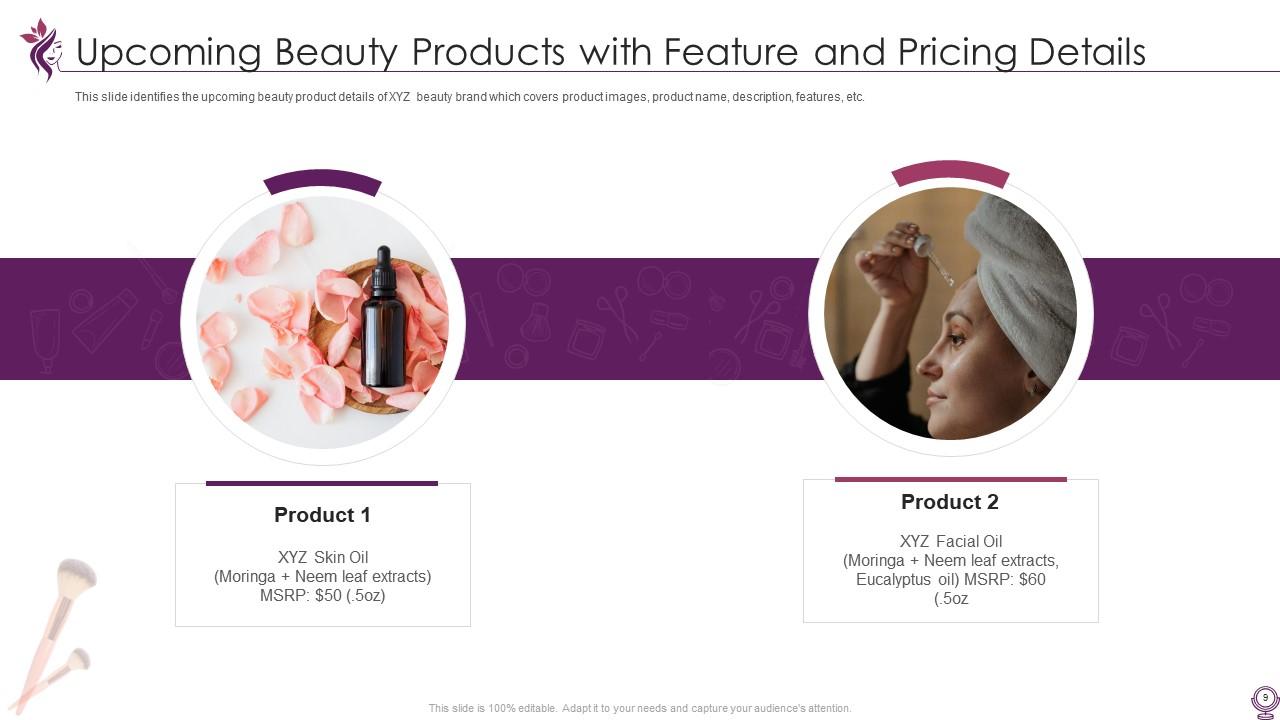 Upcoming Beauty Products with Feature and Pricing Details
This slide identifies the upcoming beauty product details of XYZ beauty brand which covers product images, product name, description, features, etc.
Product 1
XYZ Skin Oil
(Moringa + Neem leaf extracts)
MSRP: $50 (.5oz)
Product 2
XYZ Facial Oil
(Moringa + Neem leaf extracts,
Eucalyptus oil) MSRP: $60
(.5oz
This slide is 100% editable. Adapt it to your needs and capture your audience's attention.
9